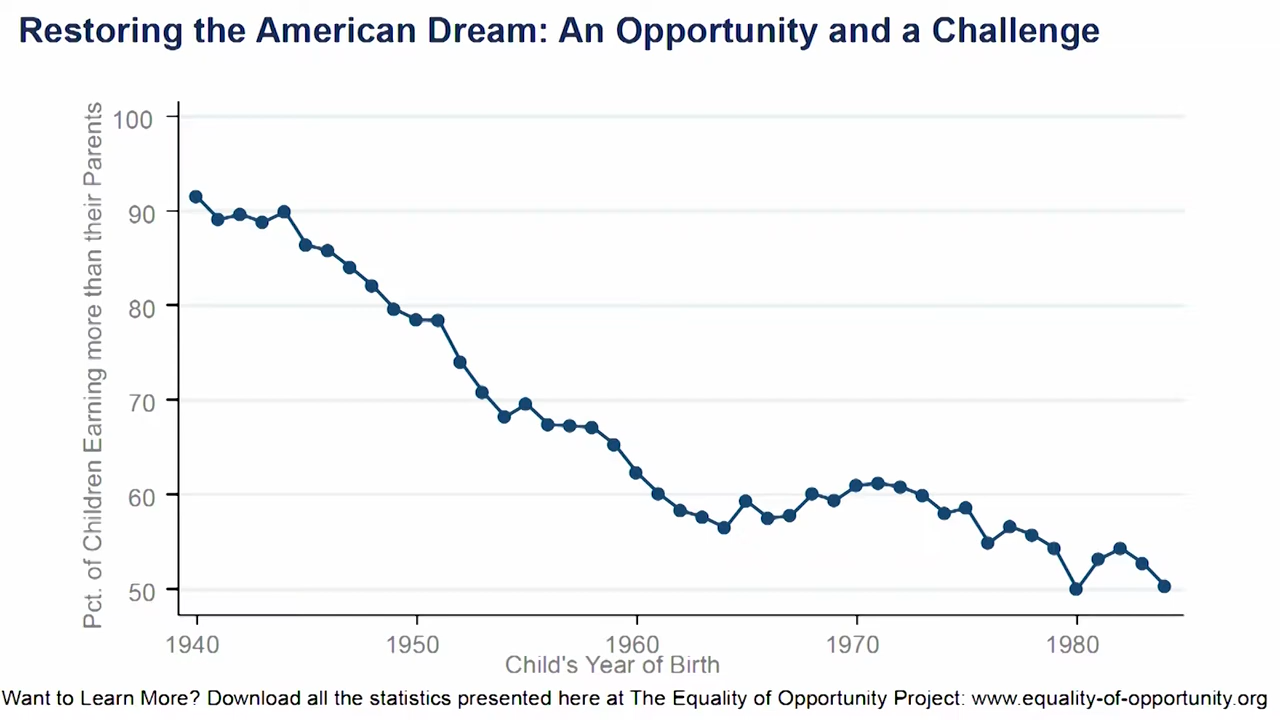 Restoring the American Dream: An Opportunity and a Challenge
Pct. of Children Earning more than their Parents
100
90
80
70
60
50
1940
1950
1960
1970
1980
Child's Year of Birth
Want to Learn More? Download all the statistics presented here at The Equality of Opportunity Project: www.equality-of-opportunity.org